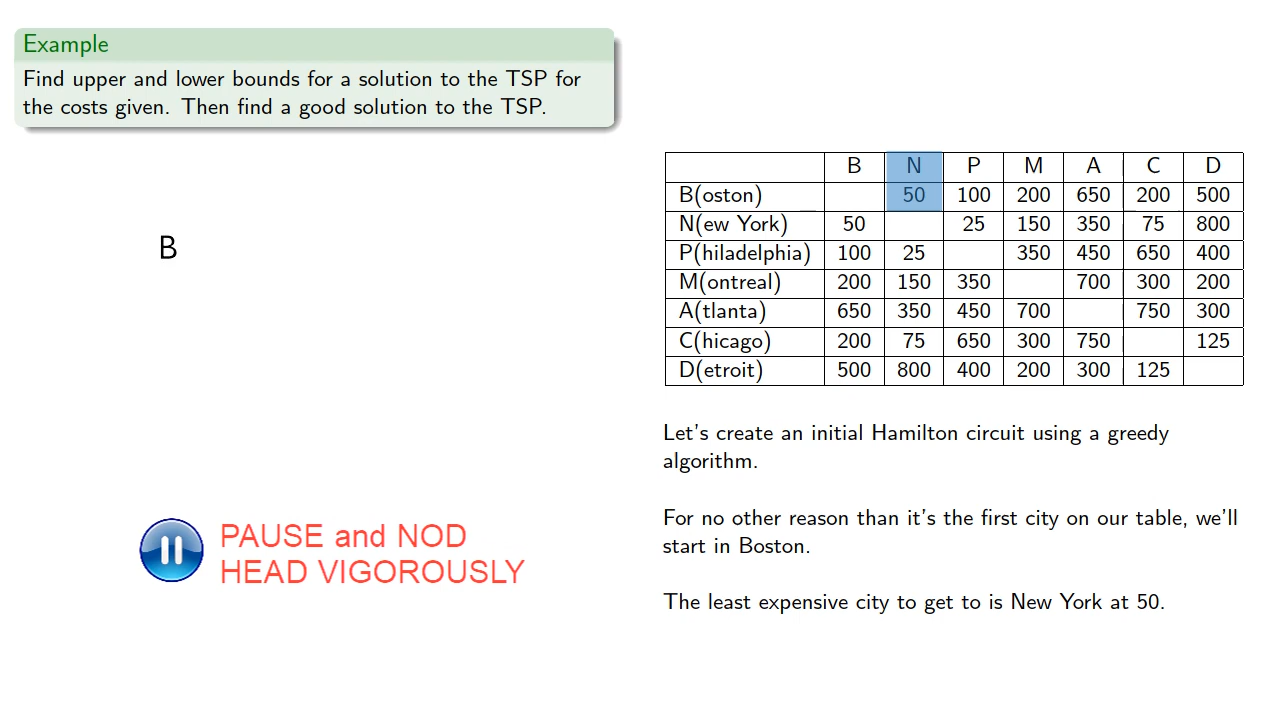 Example
Find upper and lower bounds for a solution to the TSP for
the costs given. Then find a good solution to the TSP.
B
PAUSE and NOD
HEAD VIGOROUSLY
B N P M A C D
B(oston) 50 100 200 650 200 500
N(ew York) 50 25 150 350 75 800
P(hiladelphia) 100 25 350 450 650 400
M(ontreal) 200 150 350 700 300 200
A(tlanta) 650 350 450 700 750 300
C(hicago) 200 75 650 300 750 125
D(etroit) 500 800 400 200 300 125
Let's create an initial Hamilton circuit using a greedy
algorithm.
For no other reason than it's the first city on our table, we'll
start in Boston.
The least expensive city to get to is New York at 50.